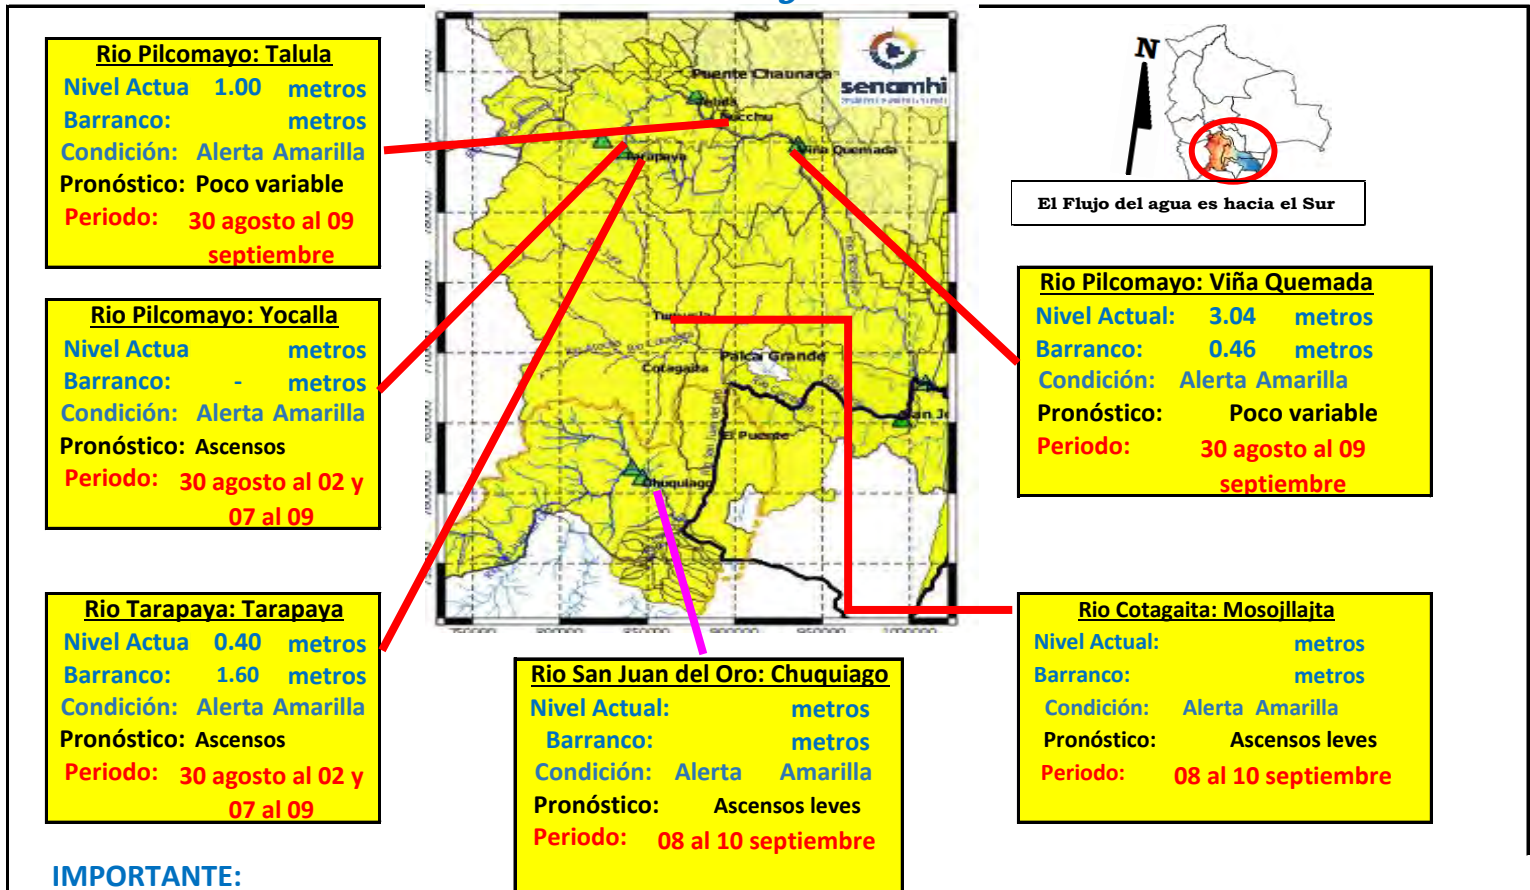 Rio Pilcomayo: Talula
Nivel Actua 1.00 metros
Barranco: metros
Condición: Alerta Amarilla
Pronóstico: Poco variable
Periodo: 30 agosto al 09
septiembre
Rio Pilcomayo: Yocalla
Nivel Actua metros
Barranco: - metros
Condición: Alerta Amarilla
Pronóstico: Ascensos
Periodo: 30 agosto al 02 y
07 al 09
Rio Tarapaya: Tarapaya
Nivel Actua 0.40 metros
Barranco: 1.60 metros
Condición: Alerta Amarilla
Pronóstico: Ascensos
Periodo: 30 agosto al 02 y
07 al 09
senamhi
Puente Chaunaca
Tarapaya
Viña Quemada
Palca Grande
Cotagaita
El Puente
Chuquiago
N
El Flujo del agua es hacia el Sur
Rio Pilcomayo: Viña Quemada
Nivel Actual: 3.04 metros
Barranco: 0.46 metros
Condición: Alerta Amarilla
Pronóstico: Poco variable
Periodo: 30 agosto al 09
septiembre
Rio Cotagaita: Mosojllajta
Nivel Actual: metros
Barranco: metros
Condición: Alerta Amarilla
Pronóstico: Ascensos leves
Periodo: 08 al 10 septiembre
Rio San Juan del Oro: Chuquiago
Nivel Actual: metros
Barranco: metros
Condición: Alerta Amarilla
Pronóstico: Ascensos leves
Periodo: 08 al 10 septiembre
IMPORTANTE: